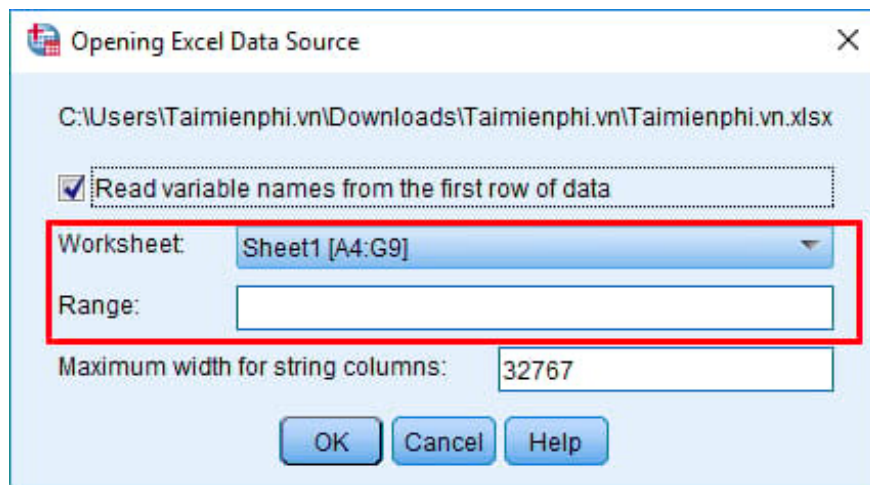 Opening Excel Data Source
C:\Users\Taimienphi.vn\Downloads\Taimienphi.vn\Taimienphi.vn.xlsx
Read variable names from the first row of data
Worksheet: Sheet1 [A4:G9]
Range:
Maximum width for string columns: 32767
OK Cancel Help